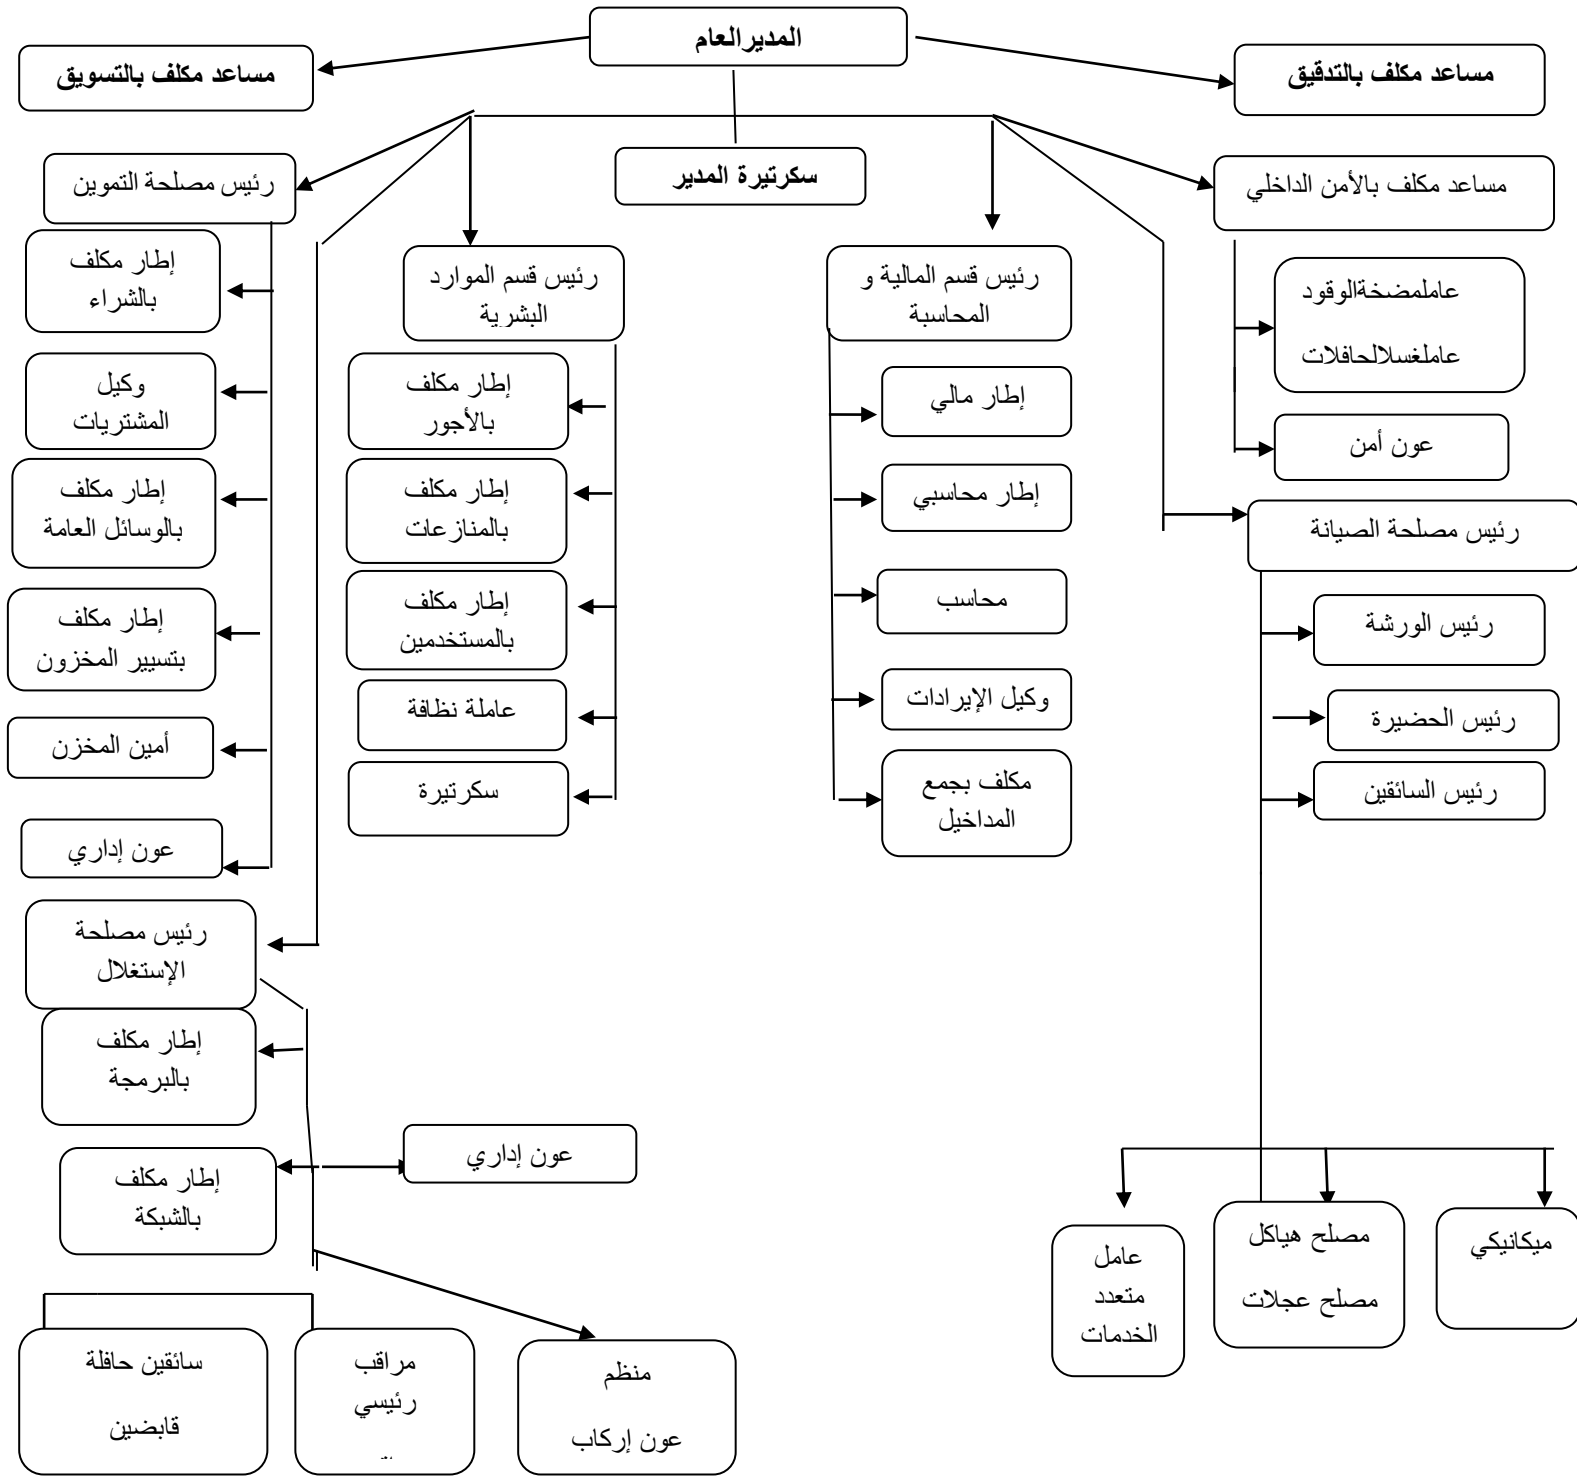 المديرالعام
مساعد مكلف بالتدقيق
مساعد مكلف بالتسويق
سكرتيرة المدير
مساعد مكلف بالأمن الداخلي
عاملمضخةالوقود
عاملغسلالحافلات
عون أمن
رئيس مصلحة الصيانة
رئيس الورشة
رئيس الحضيرة
رئيس السائقين
ميكانيكي
مصلح هياكل
مصلح عجلات
عامل
متعدد
الخدمات
رئيس قسم المالية و
المحاسبة
إطار مالي
إطار محاسبي
محاسب
وكيل الإيرادات
مكلف بجمع
المداخيل
رئيس قسم الموارد
البشرية
إطار مكلف
بالأجور
إطار مكلف
بالمنازعات
إطار مكلف
بالمستخدمين
عاملة نظافة
سكرتيرة
رئيس مصلحة التموين
إطار مكلف
بالشراء
وكيل
المشتريات
إطار مكلف
بالوسائل العامة
إطار مكلف
بتسيير المخزون
أمين المخزن
عون إداري
رئيس مصلحة
الإستغلال
إطار مكلف
بالبرمجة
إطار مكلف
بالشبكة
عون إداري
منظم
عون إركاب
مراقب
رئيسي
سائقين حافلة
قابضين